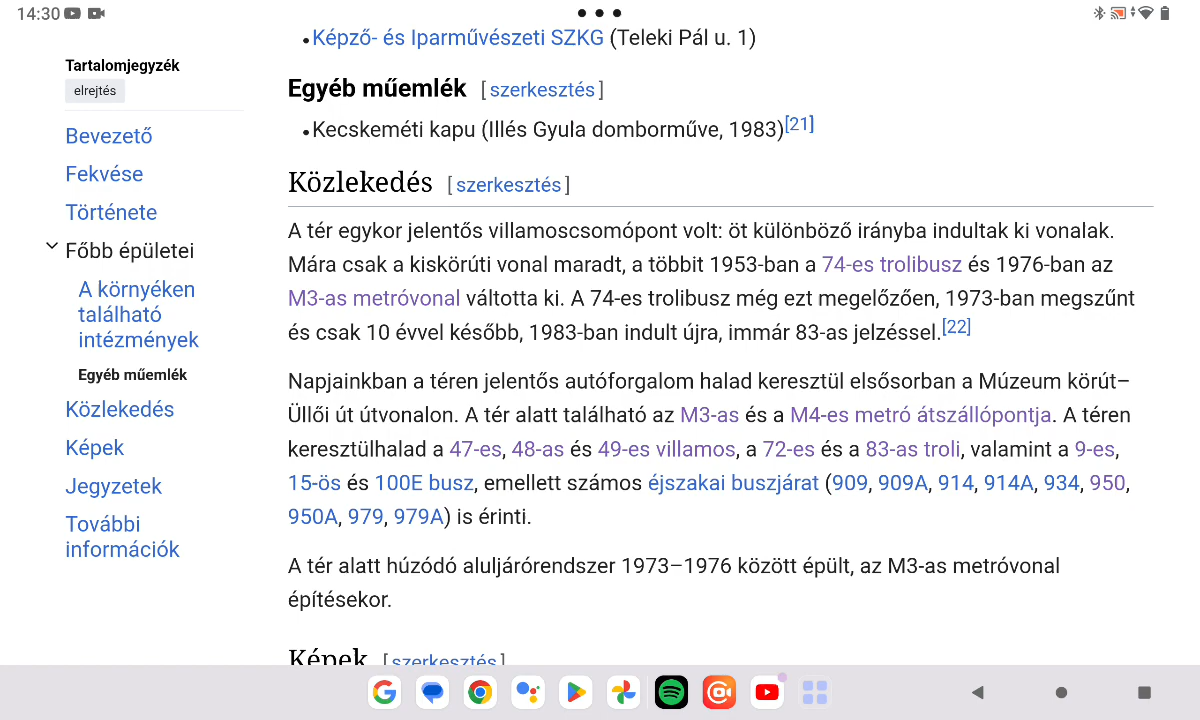 14:30
• Képző- és Iparművészeti SZKG (Teleki Pál u. 1)
Tartalomjegyzék
elrejtés
Bevezető
Fekvése
Története
Főbb épületei
A környéken
található
intézmények
Egyéb műemlék
Közlekedés
Képek
Jegyzetek
További
információk
Egyéb műemlék [ szerkesztés ]
• Kecskeméti kapu (Illés Gyula domborműve, 1983)[21]
Közlekedés [ szerkesztés ]
A tér egykor jelentős villamoscsomópont volt: öt különböző irányba indultak ki vonalak.
Mára csak a kiskörúti vonal maradt, a többit 1953-ban a 74-es trolibusz és 1976-ban az
M3-as metróvonal váltotta ki. A 74-es trolibusz még ezt megelőzően, 1973-ban megszűnt
és csak 10 évvel később, 1983-ban indult újra, immár 83-as jelzéssel.[22]
Napjainkban a téren jelentős autóforgalom halad keresztül elsősorban a Múzeum körút–
Üllői út útvonalon. A tér alatt található az M3-as és a M4-es metró átszállópontja. A téren
keresztülhalad a 47-es, 48-as és 49-es villamos, a 72-es és a 83-as troli, valamint a 9-es,
15-ös és 100E busz, emellett számos éjszakai buszjárat (909, 909A, 914, 914A, 934, 950,
950A, 979, 979A) is érinti.
A tér alatt húzódó aluljárórendszer 1973–1976 között épült, az M3-as metróvonal
építésekor.
Képek [ szerkesztés ]